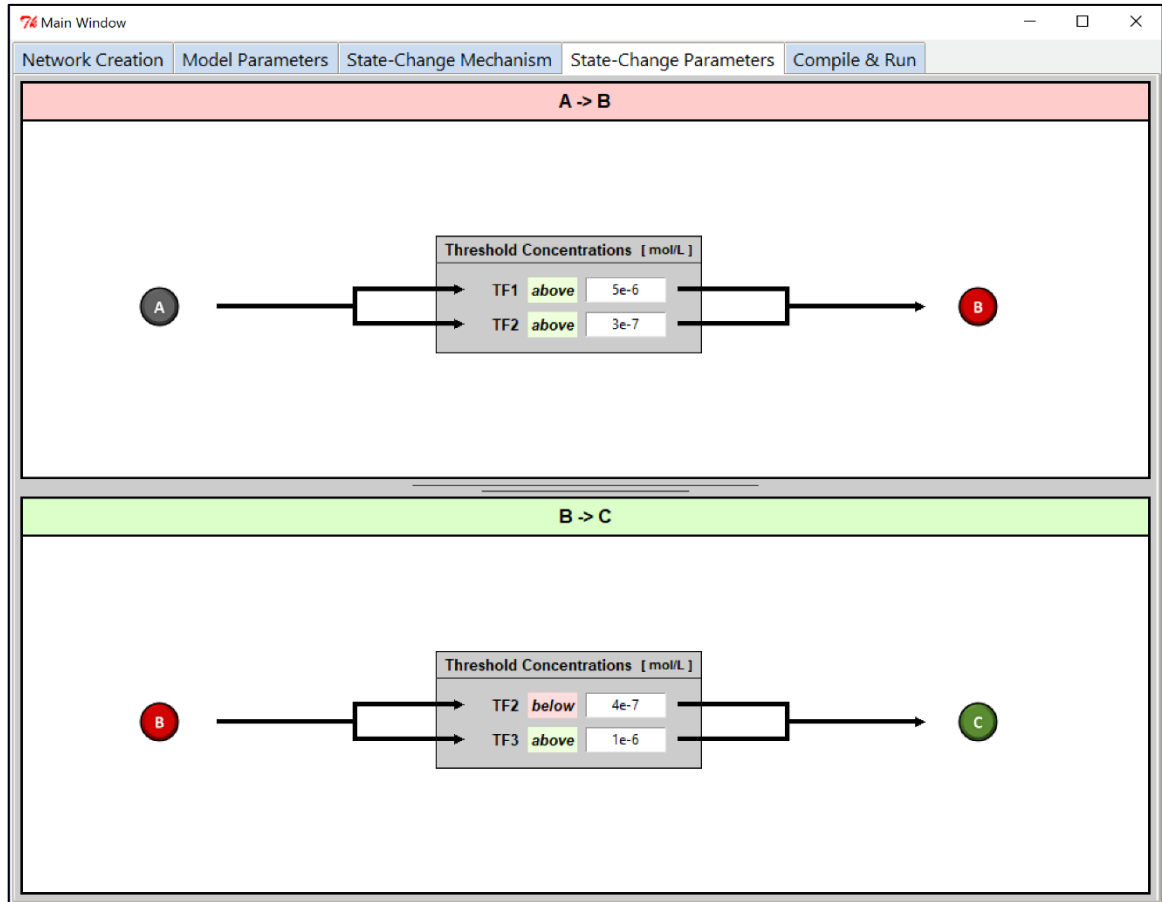 Main Window
Network Creation Model Parameters State-Change Mechanism State-Change Parameters Compile & Run
A -> B
Threshold Concentrations [ mol/L ]
TF1 above 5e-6
A B
TF2 above 3e-7
B -> C
Threshold Concentrations [ mol/L ]
TF2 below 4e-7
B C
TF3 above 1e-6